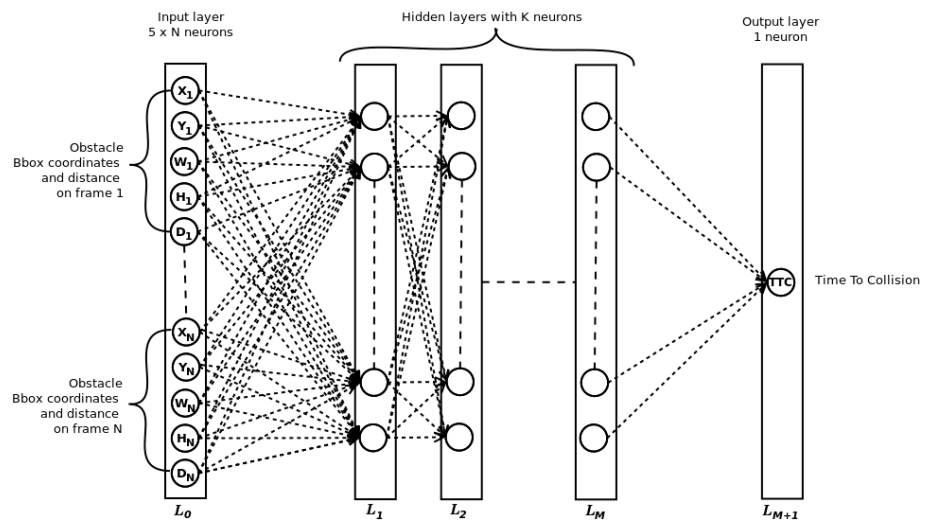 Input layer
5 x N neurons
Hidden layers with K neurons
Output layer
1 neuron
X1
Y1
W1
H1
D1
Obstacle
Bbox coordinates
and distance
on frame 1
XN
YN
WN
HN
DN
Obstacle
Bbox coordinates
and distance
on frame N
TTC
Time To Collision
L0
L1
L2
LM
LM+1